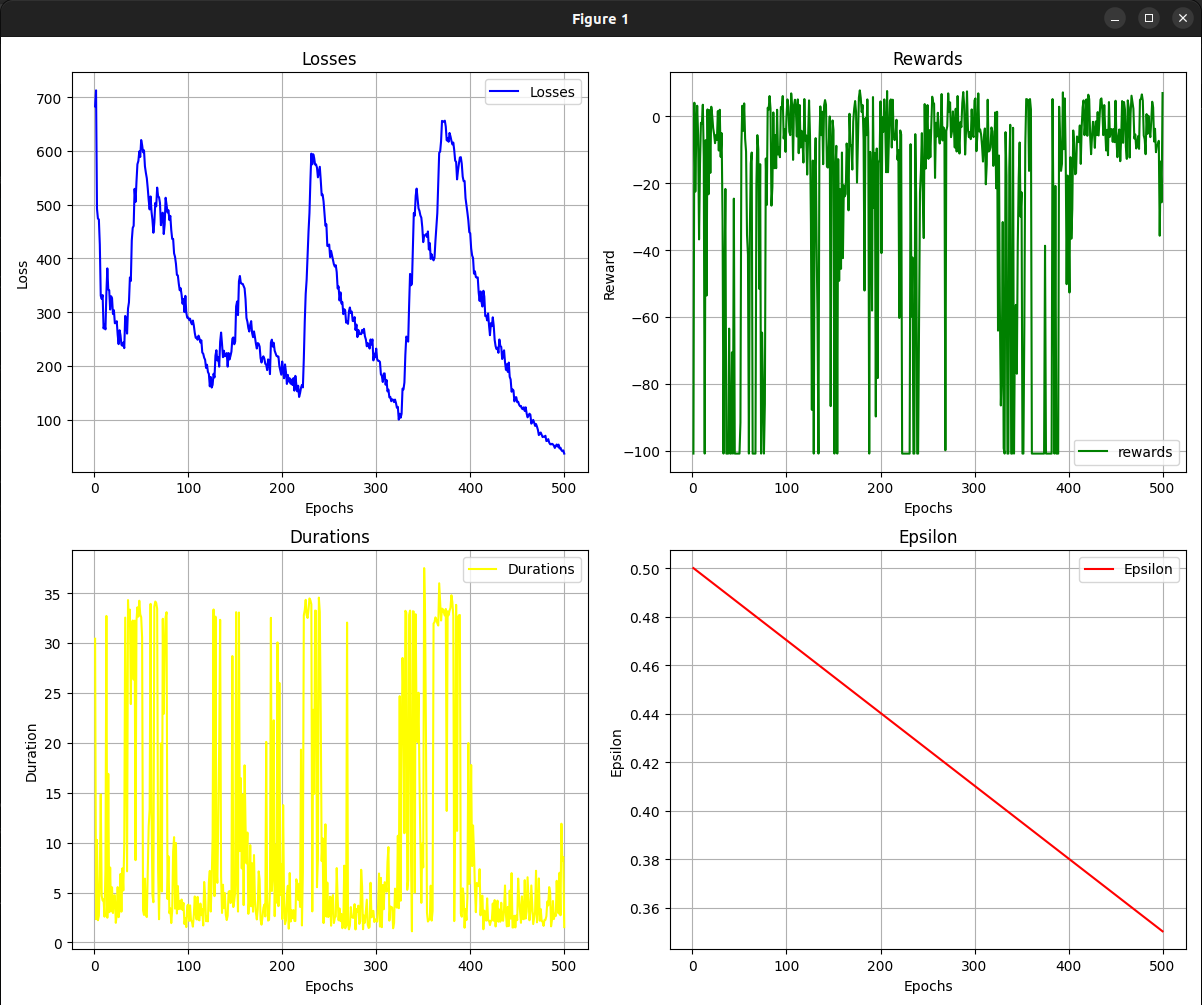 Figure 1
Losses
Losses
700
600
500
400
300
200
100
Loss
0 100 200 300 400 500
Epochs
Rewards
rewards
0
−20
−40
−60
−80
−100
Reward
0 100 200 300 400 500
Epochs
Durations
Durations
35
30
25
20
15
10
5
0
Duration
0 100 200 300 400 500
Epochs
Epsilon
Epsilon
0.50
0.48
0.46
0.44
0.42
0.40
0.38
0.36
Epsilon
0 100 200 300 400 500
Epochs